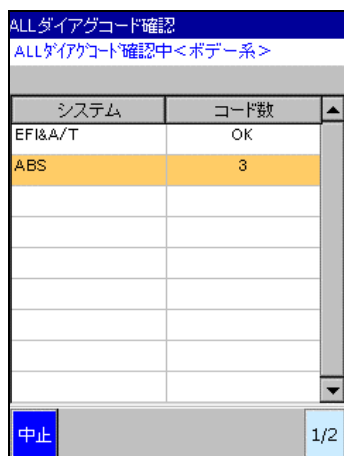 ALLダイアグコード確認
ALLダイアグコード確認中<ボデー系>
システム コード数
EFI&A/T OK
ABS 3
中止 1/2